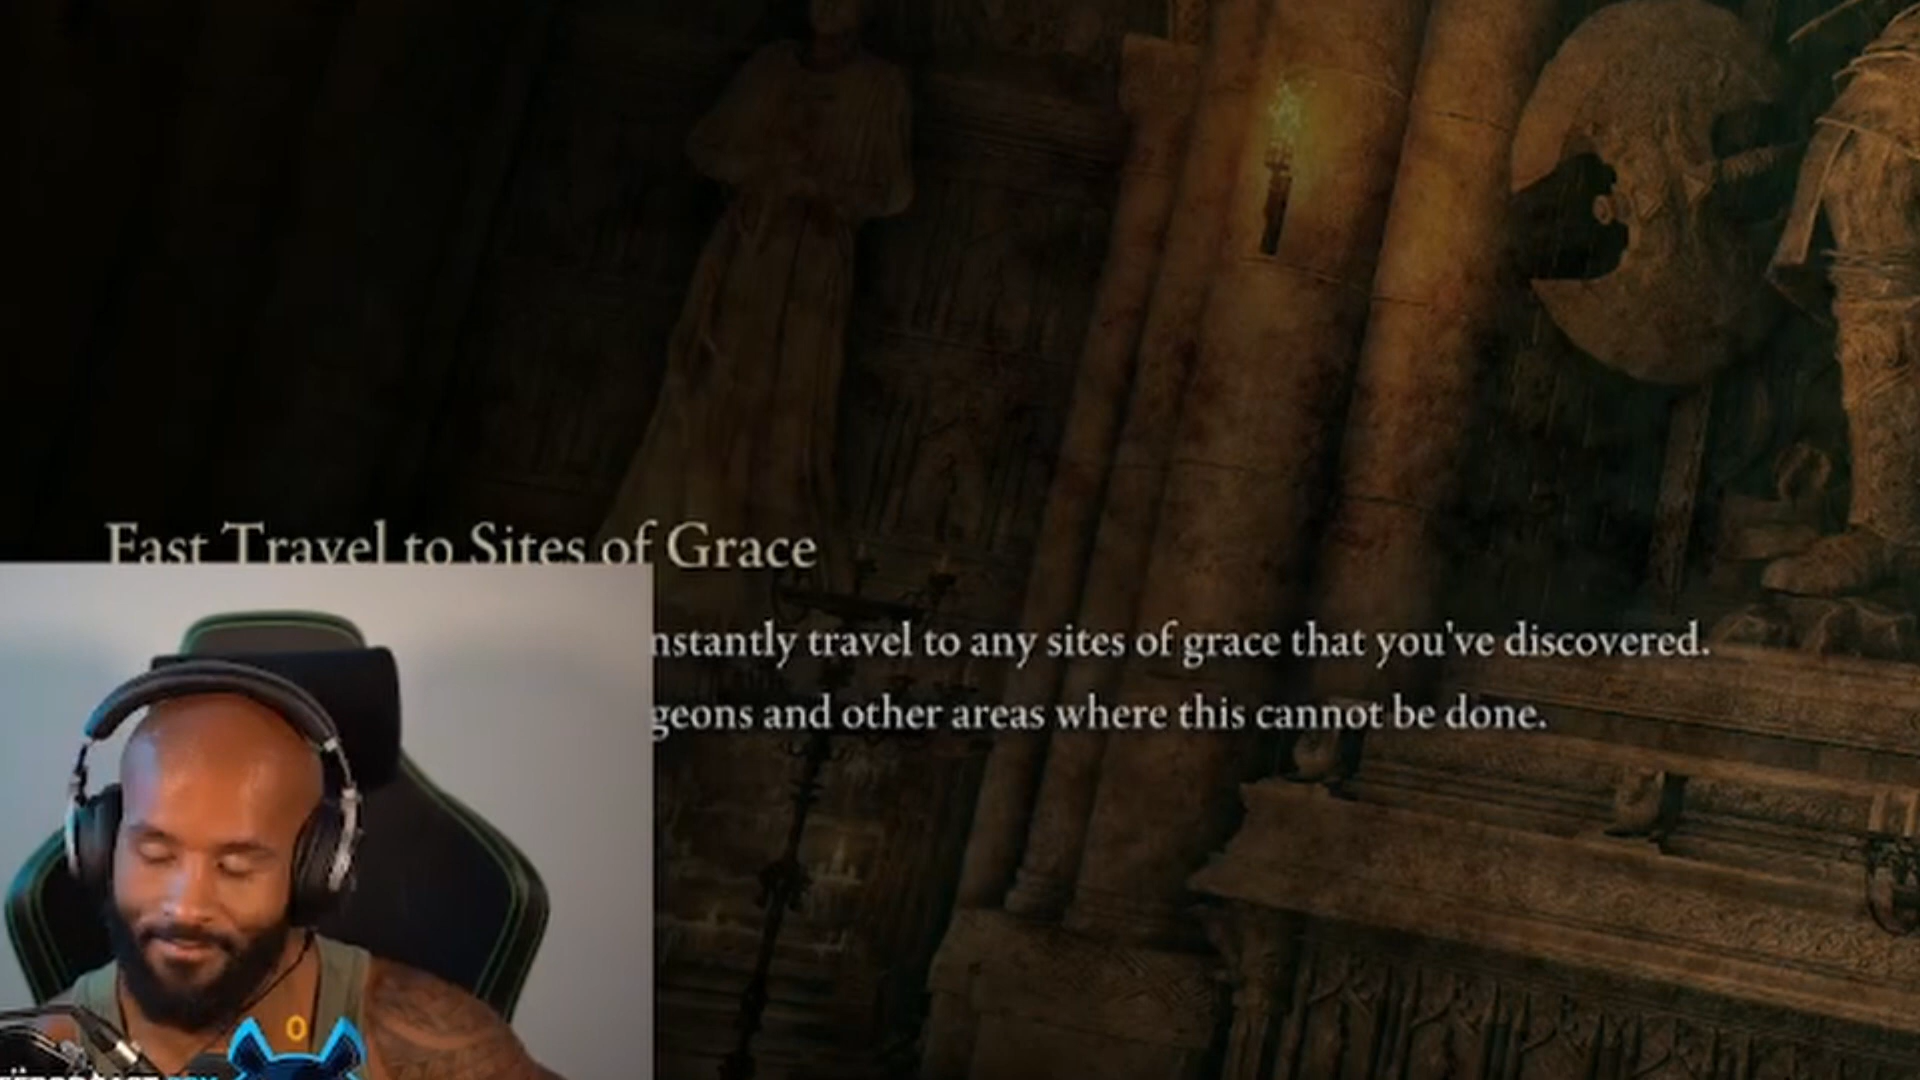 Fast Travel to Sites of Grace
nstantly travel to any sites of grace that you've discovered.
geons and other areas where this cannot be done.
0